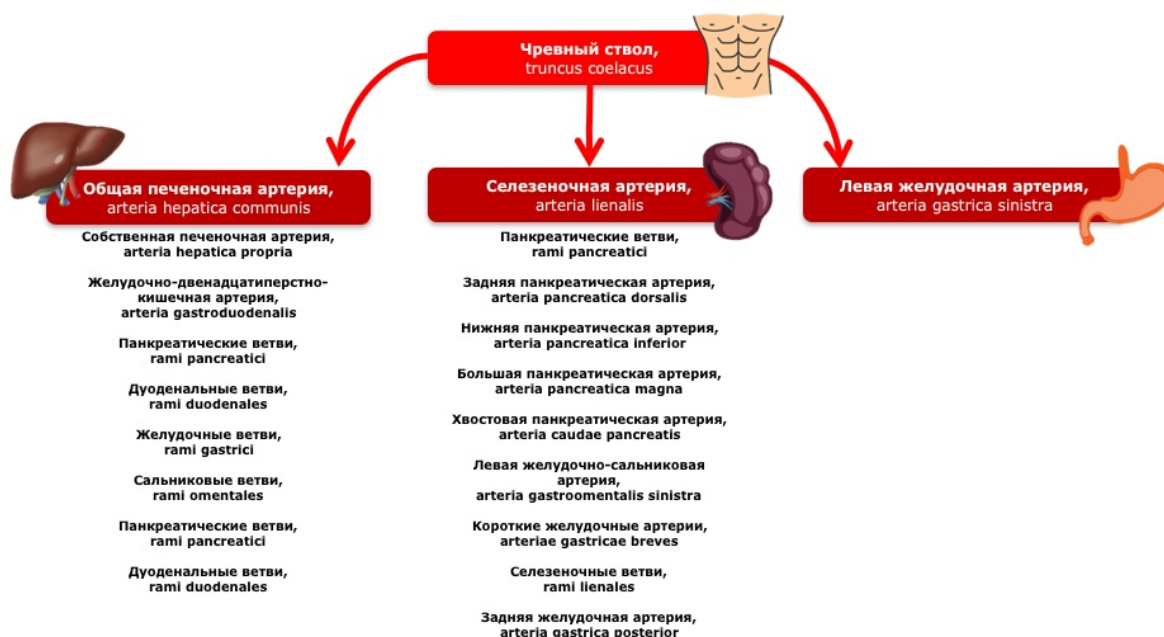 Чревный ствол,
truncus coelacus
Общая печеночная артерия,
arteria hepatica communis
Собственная печеночная артерия,
arteria hepatica propria
Желудочно-двенадцатиперстно-
кишечная артерия,
arteria gastroduodenalis
Панкреатические ветви,
rami pancreatici
Дуоденальные ветви,
rami duodenales
Желудочные ветви,
rami gastrici
Сальниковые ветви,
rami omentales
Панкреатические ветви,
rami pancreatici
Дуоденальные ветви,
rami duodenales
Селезеночная артерия,
arteria lienalis
Панкреатические ветви,
rami pancreatici
Задняя панкреатическая артерия,
arteria pancreatica dorsalis
Нижняя панкреатическая артерия,
arteria pancreatica inferior
Большая панкреатическая артерия,
arteria pancreatica magna
Хвостовая панкреатическая артерия,
arteria caudae pancreatis
Левая желудочно-сальниковая
артерия,
arteria gastroomentalis sinistra
Короткие желудочные артерии,
arteriae gastricae breves
Селезеночные ветви,
rami lienales
Задняя желудочная артерия,
arteria gastrica posterior
Левая желудочная артерия,
arteria gastrica sinistra